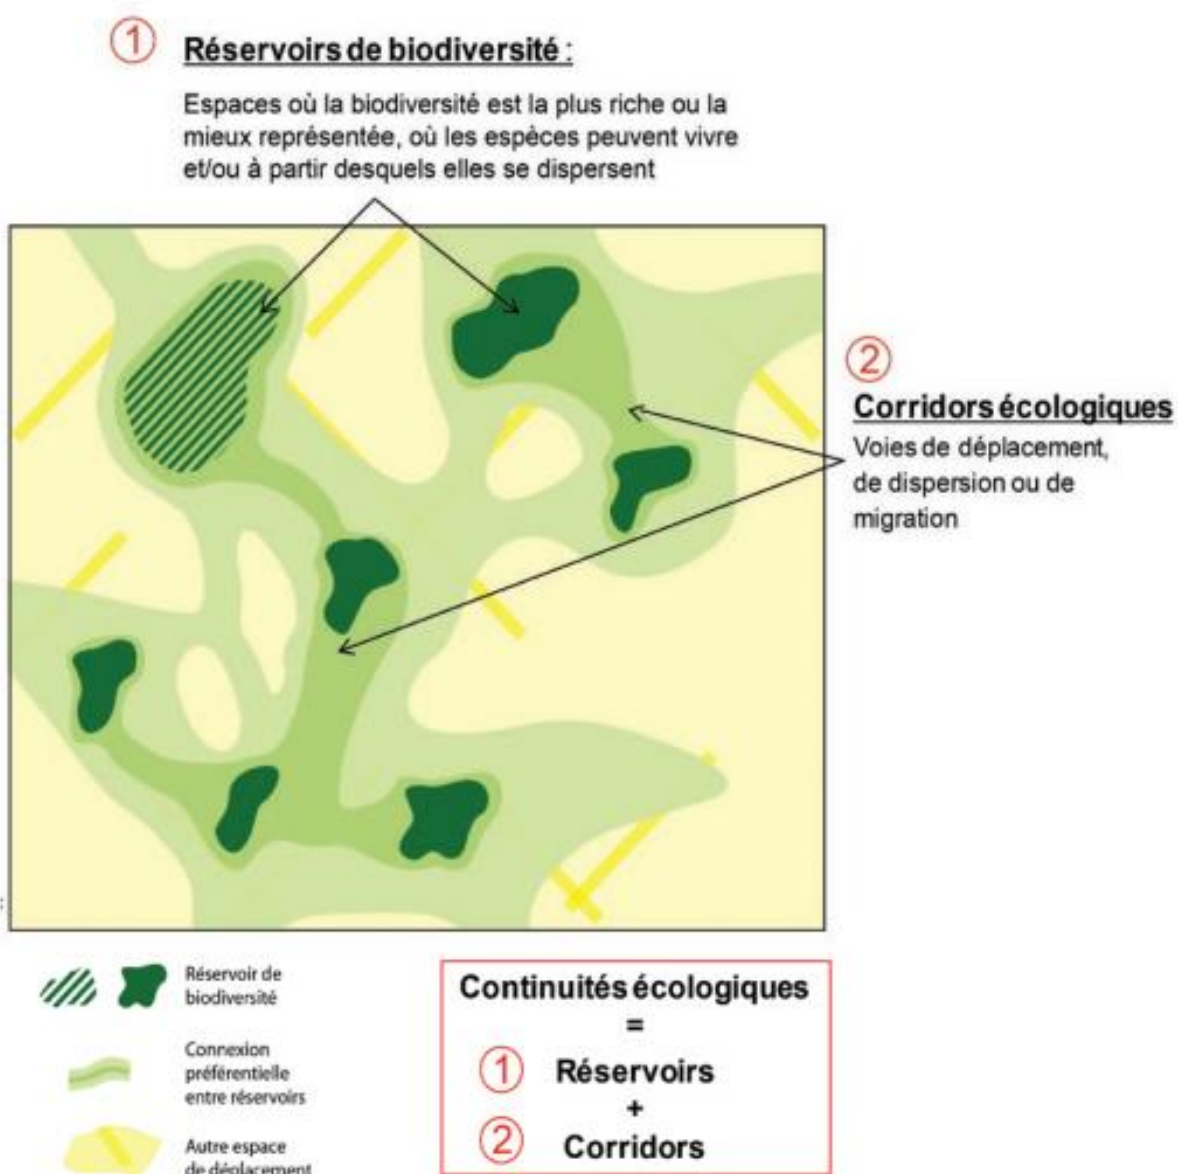 ① Réservoirs de biodiversité :
Espaces où la biodiversité est la plus riche ou la
mieux représentée, où les espèces peuvent vivre
et/ou à partir desquels elles se dispersent
②
Corridors écologiques
Voies de déplacement,
de dispersion ou de
migration
:
Réservoir de
biodiversité
Connexion
préférentielle
entre réservoirs
Autre espace
de déplacement
Continuités écologiques
=
① Réservoirs
+
② Corridors